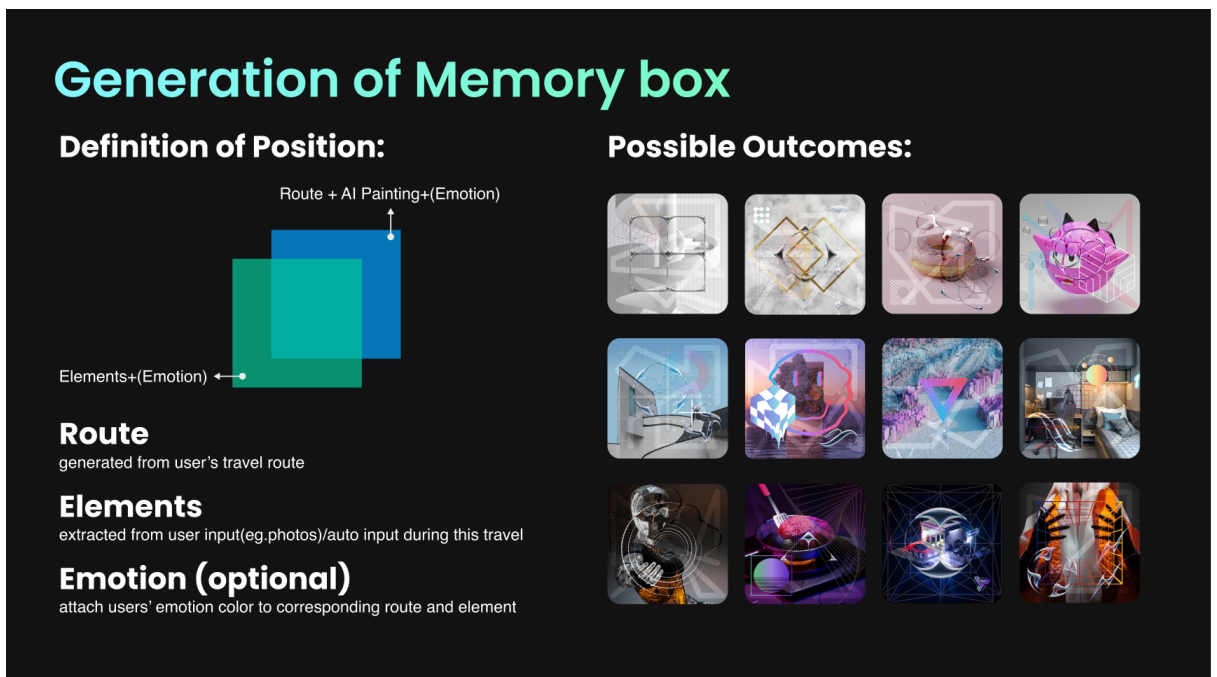 Generation of Memory box
Definition of Position:
Route + AI Painting+(Emotion)
Elements+(Emotion)
Route
generated from user’s travel route
Elements
extracted from user input(eg.photos)/auto input during this travel
Emotion (optional)
attach users’ emotion color to corresponding route and element
Possible Outcomes: